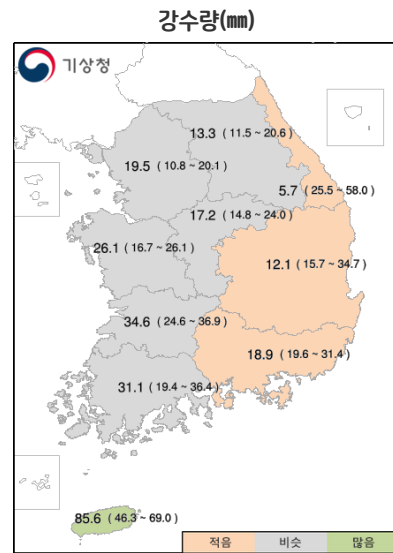 강수량(㎜)
기상청
13.3 ( 11.5 ~ 20.6 )
19.5 ( 10.8 ~ 20.1 )
5.7 ( 25.5 ~ 58.0 )
17.2 ( 14.8 ~ 24.0 )
26.1 ( 16.7 ~ 26.1 )
12.1 ( 15.7 ~ 34.7 )
34.6 ( 24.6 ~ 36.9 )
18.9 ( 19.6 ~ 31.4 )
31.1 ( 19.4 ~ 36.4 )
85.6 ( 46.3 ~ 69.0 )
적음 비슷 많음